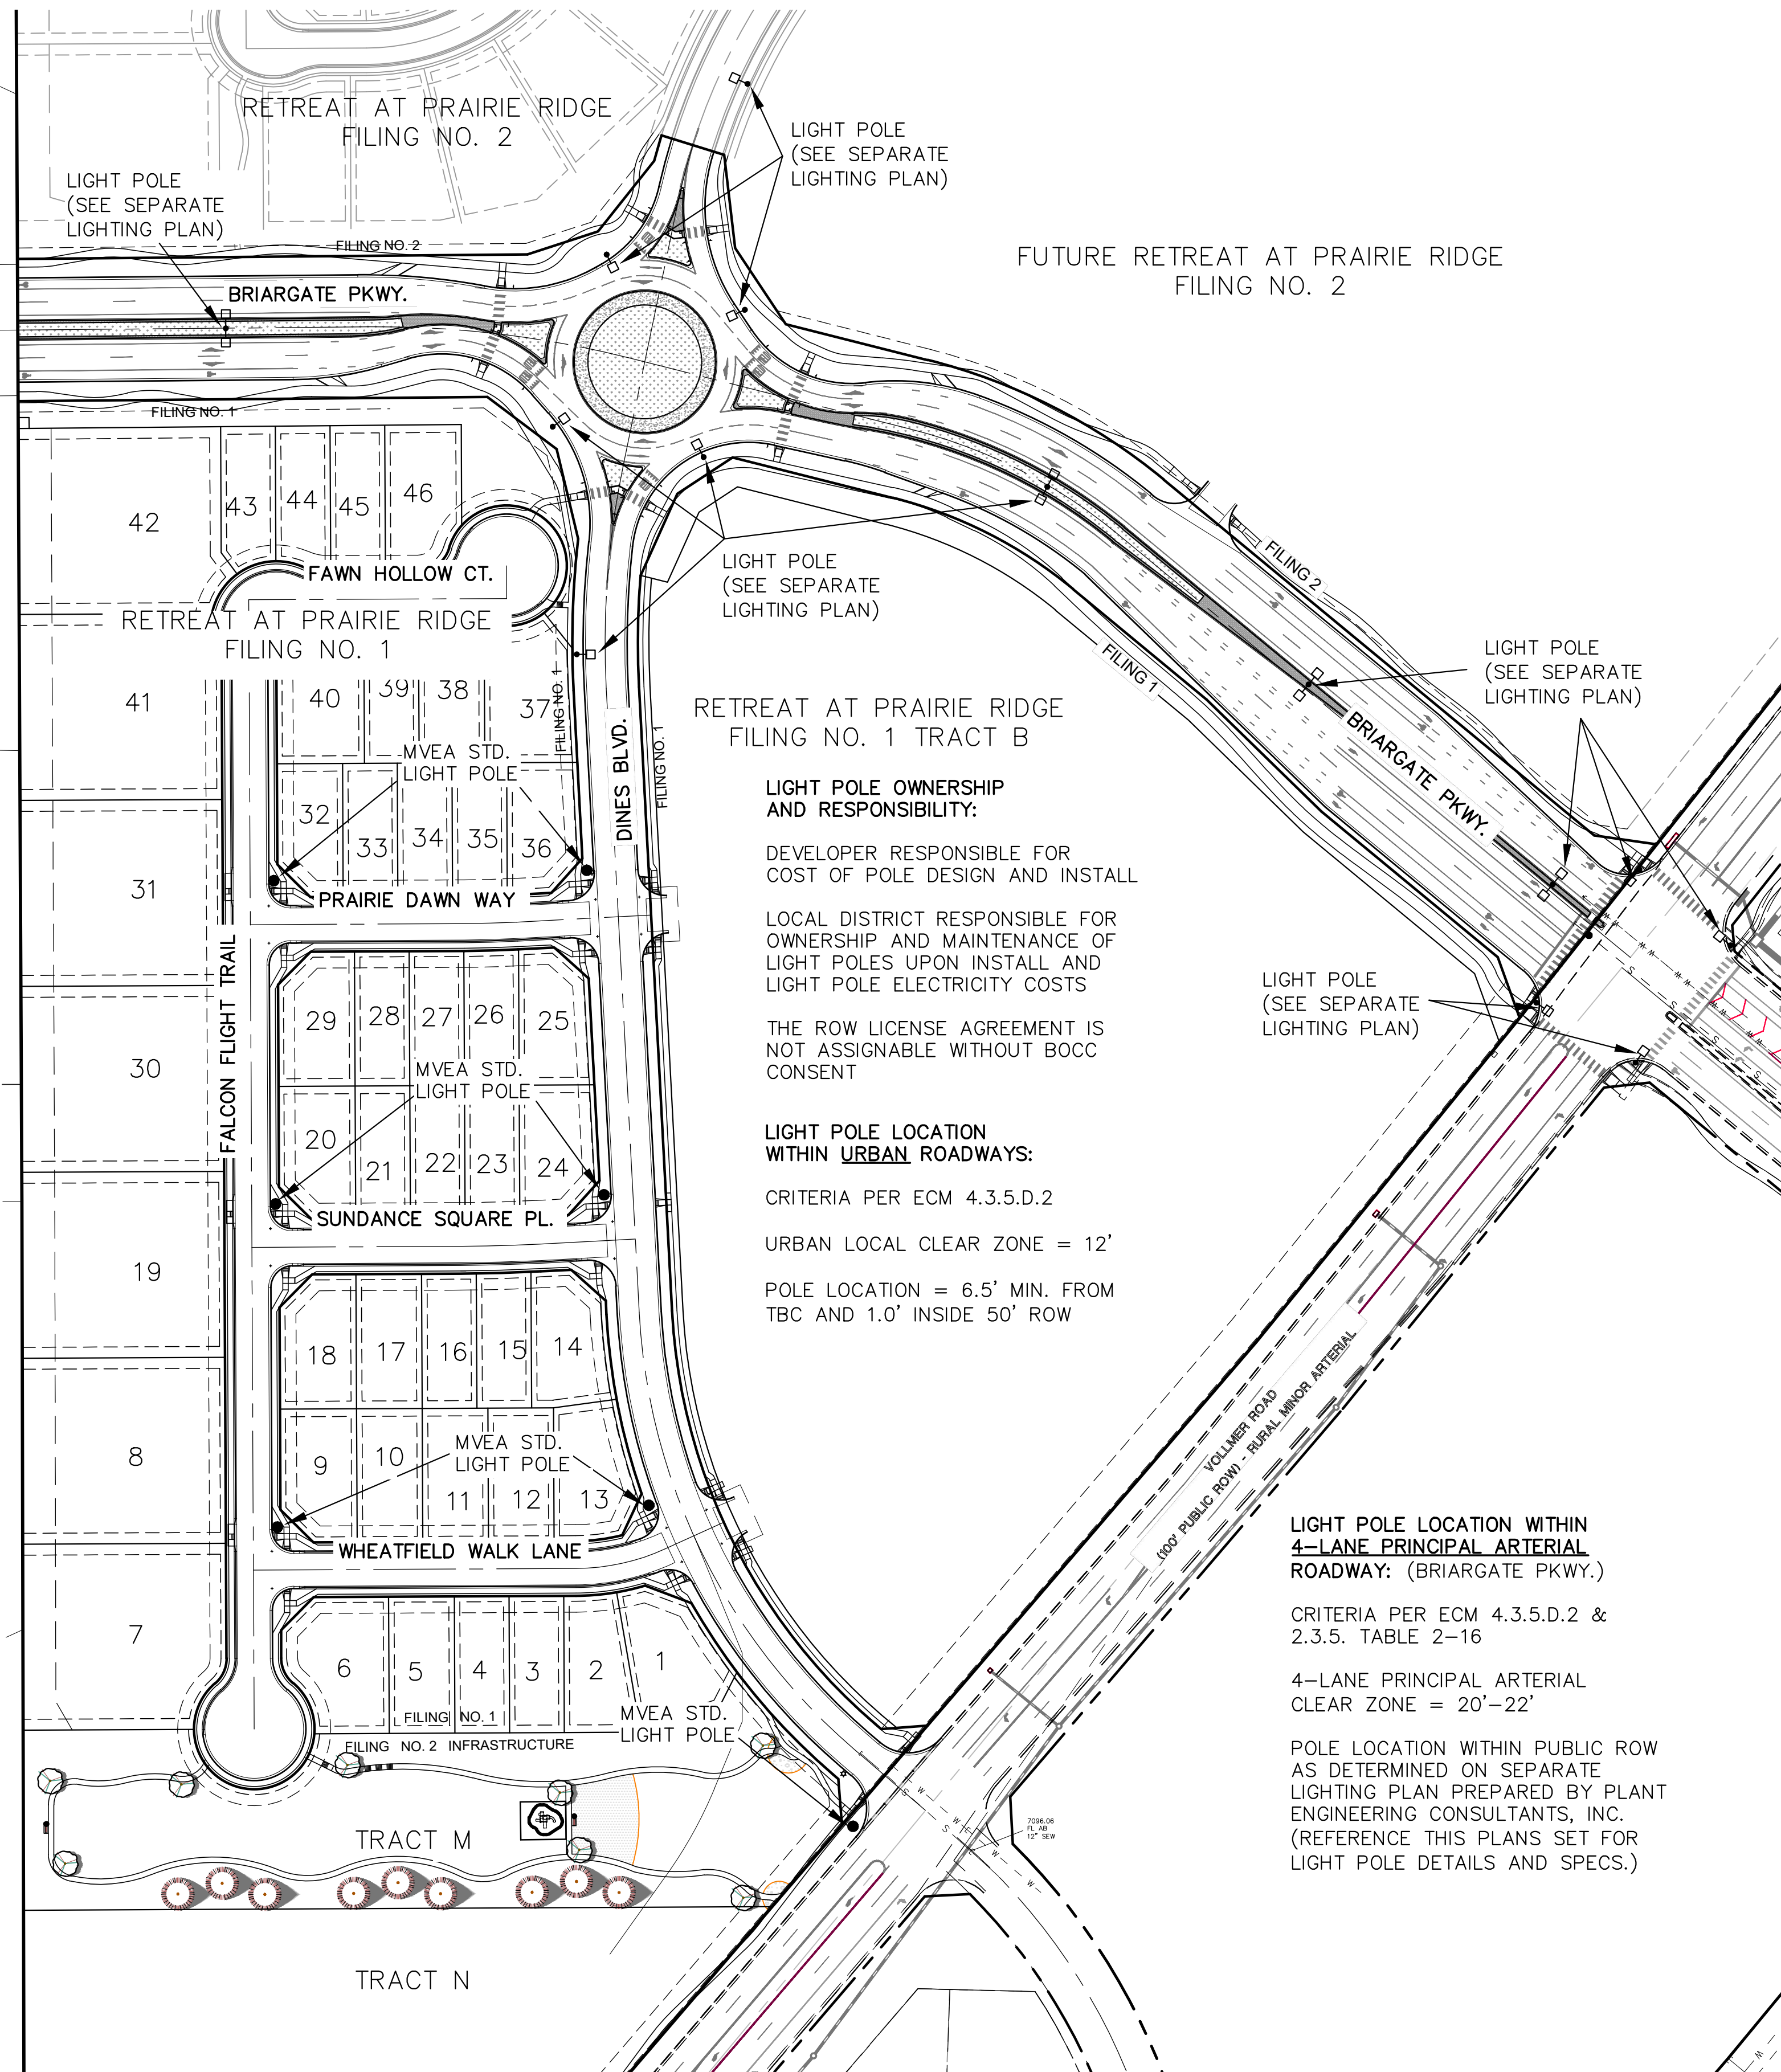 RETREAT AT PRAIRIE RIDGE
FILING NO. 2
LIGHT POLE
(SEE SEPARATE
LIGHTING PLAN)
LIGHT POLE
(SEE SEPARATE
LIGHTING PLAN)
FILING NO. 2
BRIARGATE PKWY.
FUTURE RETREAT AT PRAIRIE RIDGE
FILING NO. 2
FILING NO. 1
42
43
44
45
46
FAWN HOLLOW CT.
RETREAT AT PRAIRIE RIDGE
FILING NO. 1
LIGHT POLE
(SEE SEPARATE
LIGHTING PLAN)
FILING 2
FILING 1
LIGHT POLE
(SEE SEPARATE
LIGHTING PLAN)
BRIARGATE PKWY.
41
40
39
38
37
FILING NO. 1
DINES BLVD.
FILING NO. 1
MVEA STD.
LIGHT POLE
32
33
34
35
36
31
PRAIRIE DAWN WAY
FALCON FLIGHT TRAIL
RETREAT AT PRAIRIE RIDGE
FILING NO. 1 TRACT B
LIGHT POLE OWNERSHIP
AND RESPONSIBILITY:
DEVELOPER RESPONSIBLE FOR
COST OF POLE DESIGN AND INSTALL
LOCAL DISTRICT RESPONSIBLE FOR
OWNERSHIP AND MAINTENANCE OF
LIGHT POLES UPON INSTALL AND
LIGHT POLE ELECTRICITY COSTS
THE ROW LICENSE AGREEMENT IS
NOT ASSIGNABLE WITHOUT BOCC
CONSENT
LIGHT POLE LOCATION
WITHIN URBAN ROADWAYS:
CRITERIA PER ECM 4.3.5.D.2
URBAN LOCAL CLEAR ZONE = 12'
POLE LOCATION = 6.5' MIN. FROM
TBC AND 1.0' INSIDE 50' ROW
LIGHT POLE
(SEE SEPARATE
LIGHTING PLAN)
29
28
27
26
25
30
MVEA STD.
LIGHT POLE
20
21
22
23
24
SUNDANCE SQUARE PL.
19
18
17
16
15
14
8
9
10
MVEA STD.
LIGHT POLE
11
12
13
WHEATFIELD WALK LANE
7
6
5
4
3
2
1
FILING NO. 1
FILING NO. 2 INFRASTRUCTURE
MVEA STD.
LIGHT POLE
VOLLMER ROAD
(100' PUBLIC ROW) - RURAL MINOR ARTERIAL
LIGHT POLE LOCATION WITHIN
4-LANE PRINCIPAL ARTERIAL
ROADWAY: (BRIARGATE PKWY.)
CRITERIA PER ECM 4.3.5.D.2 &
2.3.5. TABLE 2-16
4-LANE PRINCIPAL ARTERIAL
CLEAR ZONE = 20'-22'
POLE LOCATION WITHIN PUBLIC ROW
AS DETERMINED ON SEPARATE
LIGHTING PLAN PREPARED BY PLANT
ENGINEERING CONSULTANTS, INC.
(REFERENCE THIS PLANS SET FOR
LIGHT POLE DETAILS AND SPECS.)
7096.06
FL AB
12" SEW
TRACT M
TRACT N